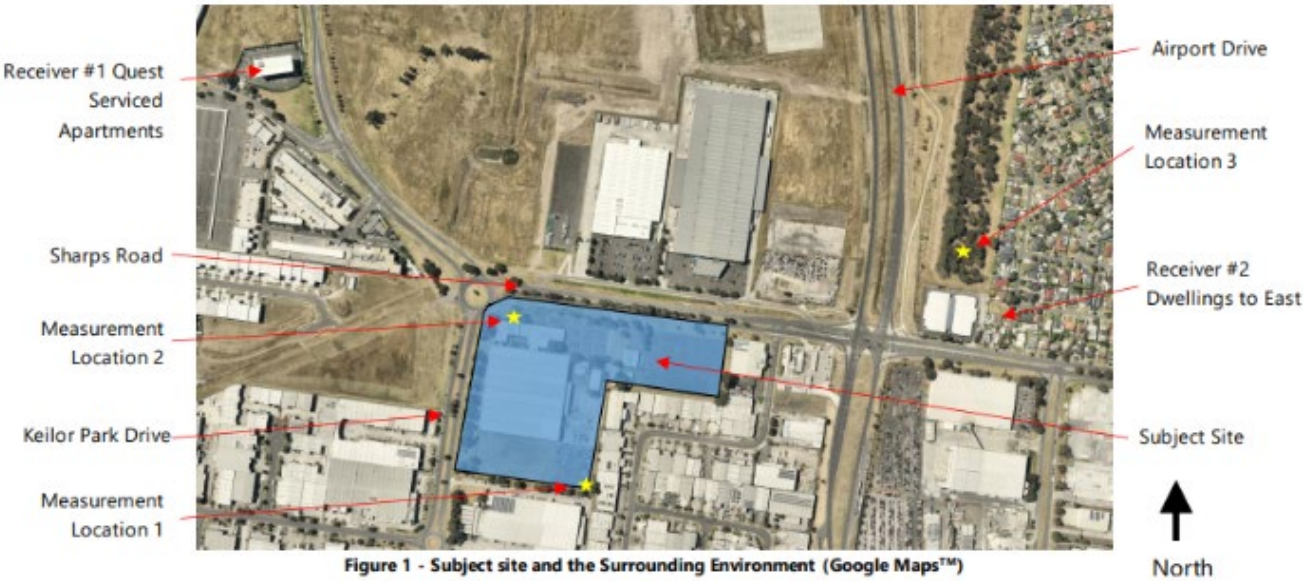 Receiver #1 Quest
Serviced
Apartments
Sharps Road
Measurement
Location 2
Keilor Park Drive
Measurement
Location 1
Airport Drive
Measurement
Location 3
Receiver #2
Dwellings to East
Subject Site
North
Figure 1 - Subject site and the Surrounding Environment (Google Maps™)